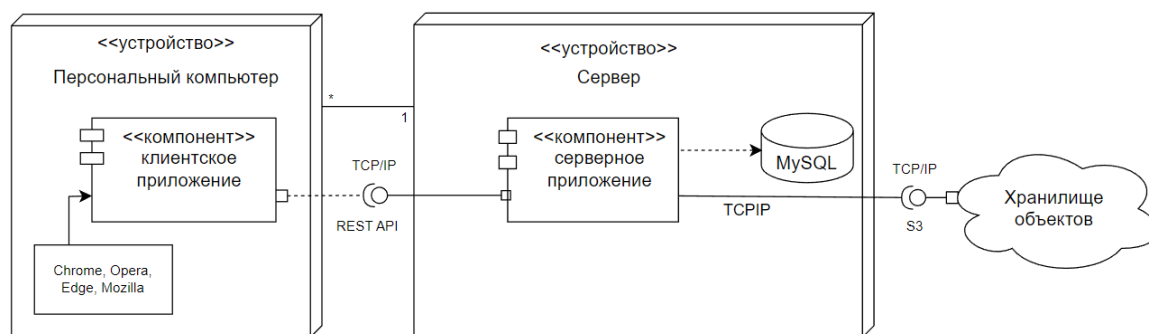 <<устройство>>
Персональный компьютер
<<компонент>>
клиентское
приложение
Chrome, Opera,
Edge, Mozilla
*
1
TCP/IP
REST API
<<устройство>>
Сервер
<<компонент>>
серверное
приложение
MySQL
TCPIP
TCP/IP
S3
Хранилище
объектов